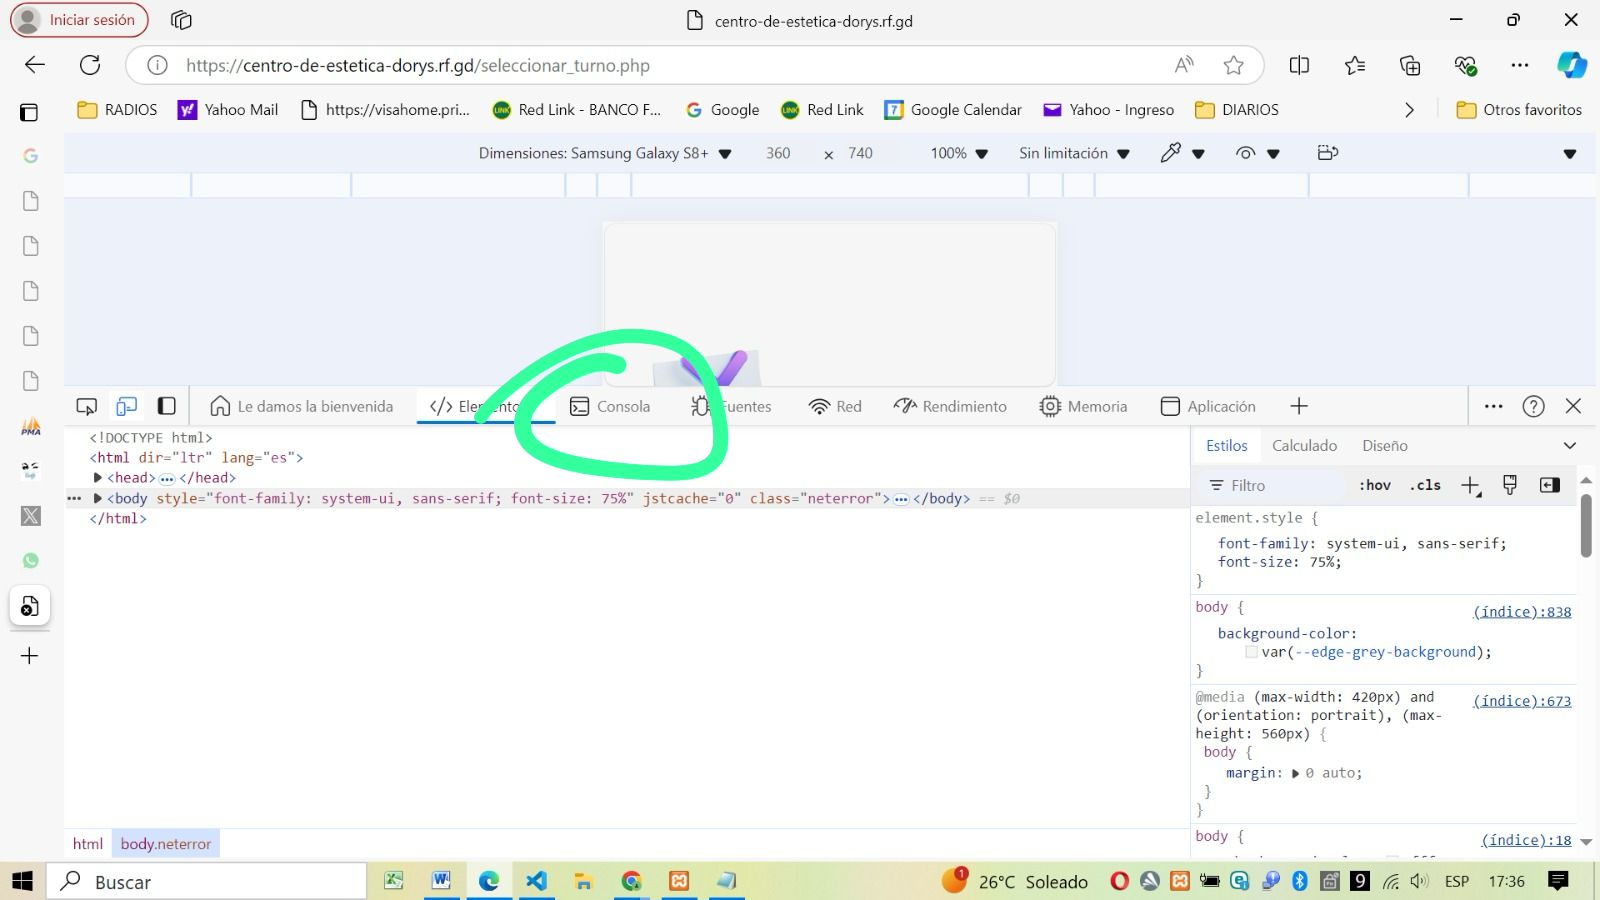 Iniciar sesión
centro-de-estetica-dorys.rf.gd
https://centro-de-estetica-dorys.rf.gd/seleccionar_turno.php
RADIOS
Yahoo Mail
https://visahome.pri...
Red Link - BANCO F...
Google
Red Link
Google Calendar
Yahoo - Ingreso
DIARIOS
Otros favoritos
Dimensiones: Samsung Galaxy S8+ 360 × 740 100% Sin limitación
Le damos la bienvenida
Consola
Red
Rendimiento
Memoria
Aplicación
<!DOCTYPE html>
<html dir="ltr" lang="es">
<head>…</head>
<body style="font-family: system-ui, sans-serif; font-size: 75%" jstcache="0" class="neterror">…</body> == $0
</html>
html body.neterror
Estilos Calculado Diseño
Filtro :hov .cls
element.style {
font-family: system-ui, sans-serif;
font-size: 75%;
}
body { (índice):838
background-color:
var(--edge-grey-background);
}
@media (max-width: 420px) and (índice):673
(orientation: portrait), (max-
height: 560px) {
body {
margin: 0 auto;
}
}
body { (índice):18
PMA
Buscar
1
26°C Soleado
9
ESP
17:36